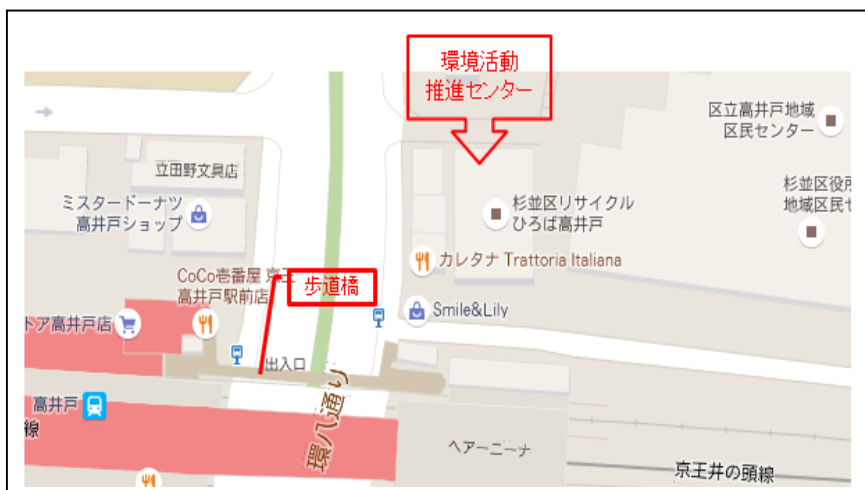 環境活動
推進センター
区立高井戸地域
区民センター
立田野文具店
ミスタードーナツ
高井戸ショップ
杉並区役所
地域区民セ
杉並区リサイクル
ひろば高井戸
カレタナ Trattoria Italiana
CoCo壱番屋 京王
高井戸駅前店
歩道橋
Smile&Lily
トア高井戸店
出入口
環八通り
高井戸
線
ヘアーニーナ
京王井の頭線